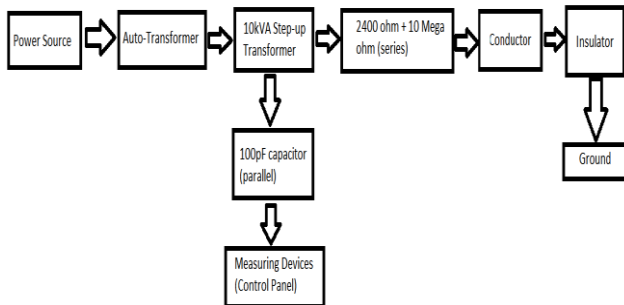 Power Source
Auto-Transformer
10kVA Step-up
Transformer
2400 ohm + 10 Mega
ohm (series)
Conductor
Insulator
100pF capacitor
(parallel)
Ground
Measuring Devices
(Control Panel)